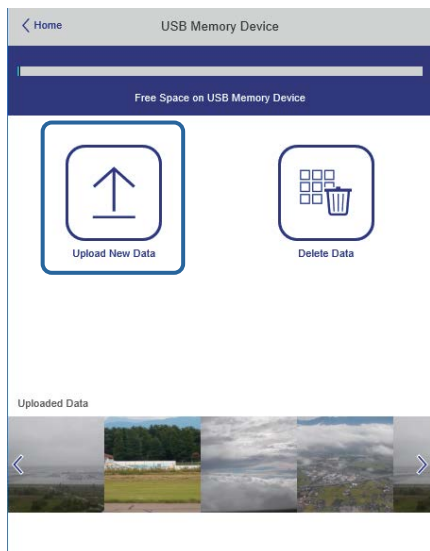 Home
USB Memory Device
Free Space on USB Memory Device
Upload New Data
Delete Data
Uploaded Data